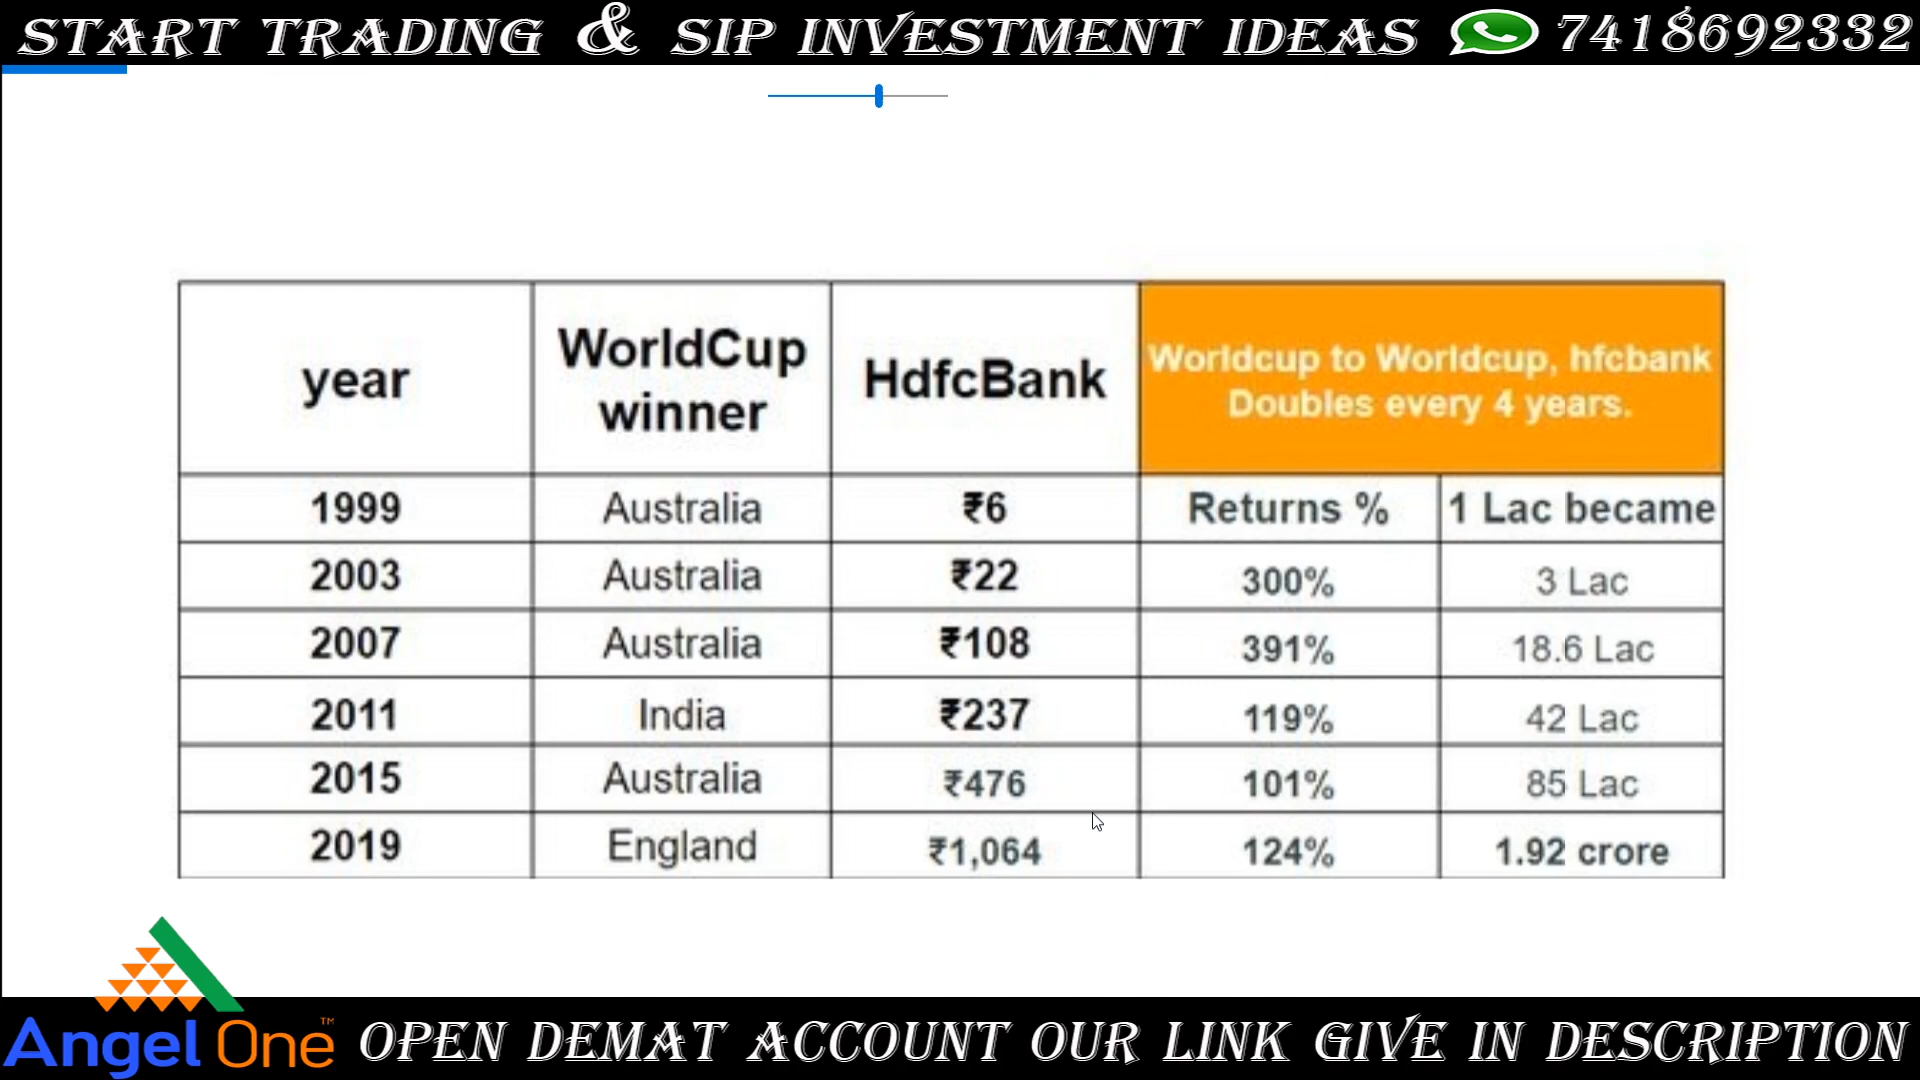 START TRADING & SIP INVESTMENT IDEAS 7418692332
year WorldCup winner HdfcBank Worldcup to Worldcup, hfcbank Doubles every 4 years.
1999 Australia ₹6 Returns % 1 Lac became
2003 Australia ₹22 300% 3 Lac
2007 Australia ₹108 391% 18.6 Lac
2011 India ₹237 119% 42 Lac
2015 Australia ₹476 101% 85 Lac
2019 England ₹1,064 124% 1.92 crore
Angel One™ OPEN DEMAT ACCOUNT OUR LINK GIVE IN DESCRIPTION